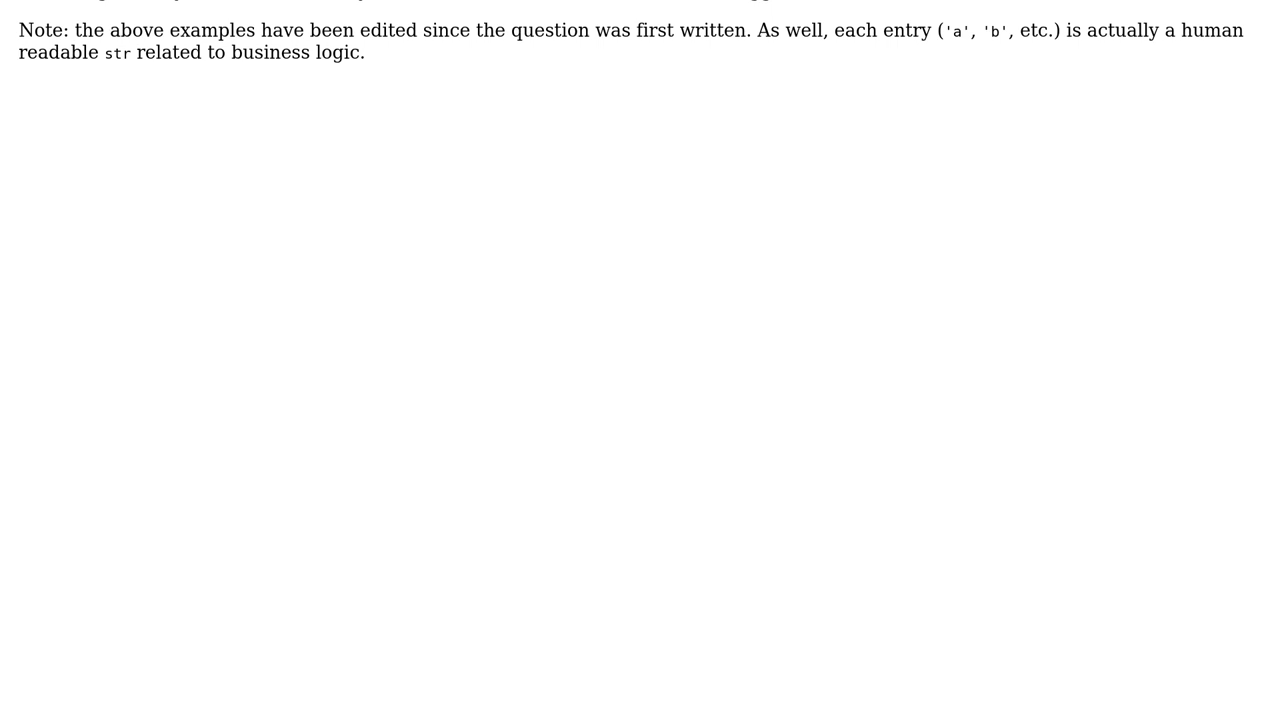 Note: the above examples have been edited since the question was first written. As well, each entry ('a', 'b', etc.) is actually a human
readable str related to business logic.